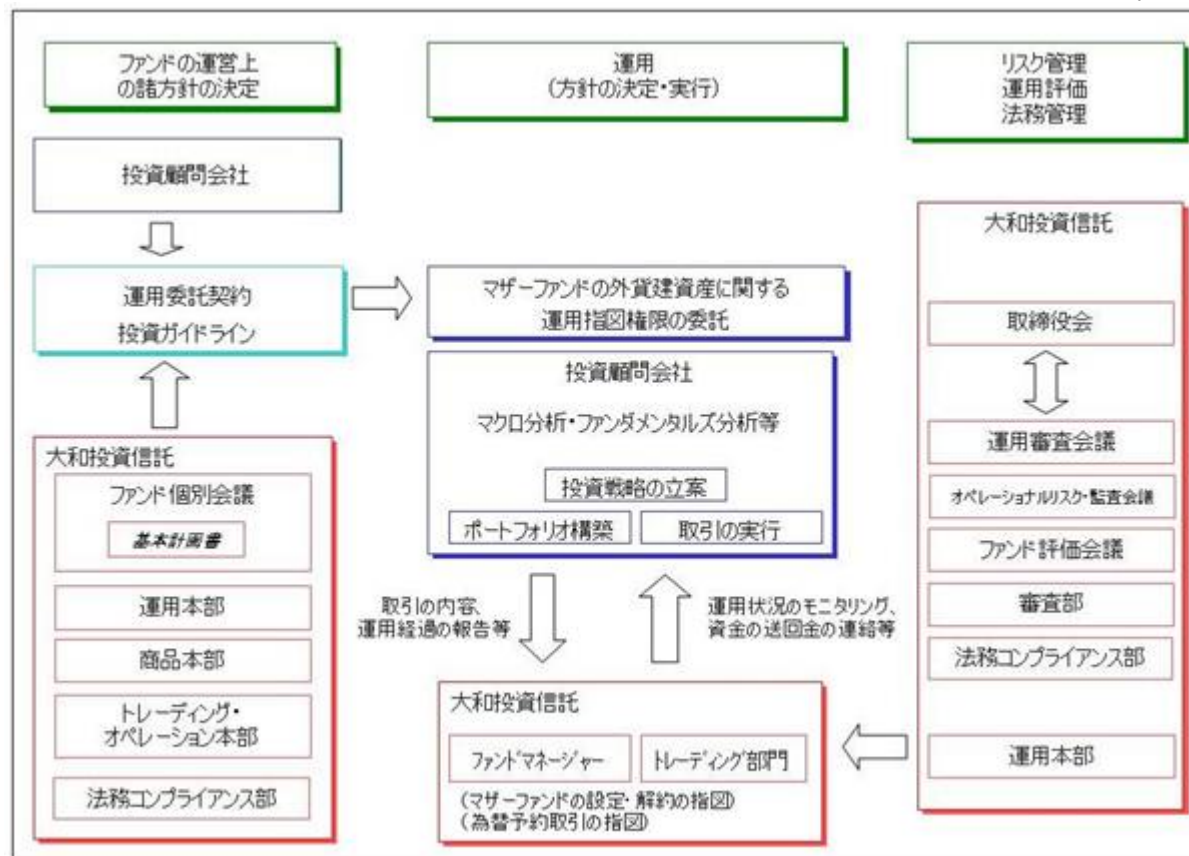 ファンドの運営上
の諸方針の決定
運用
(方針の決定・実行)
リスク管理
運用評価
法務管理
投資顧問会社
運用委託契約
投資ガイドライン
マザーファンドの外貨建資産に関する
運用指図権限の委託
投資顧問会社
マクロ分析・ファンダメンタルズ分析等
投資戦略の立案
ポートフォリオ構築
取引の実行
大和投資信託
ファンド個別会議
基本計画書
運用本部
商品本部
トレーディング・
オペレーション本部
法務コンプライアンス部
取引の内容、
運用経過の報告等
運用状況のモニタリング、
資金の送回金の連絡等
大和投資信託
ファンドマネージャー
トレーディング部門
(マザーファンドの設定・解約の指図)
(為替予約取引の指図)
大和投資信託
取締役会
運用審査会議
オペレーショナルリスク・監査会議
ファンド評価会議
審査部
法務コンプライアンス部
運用本部